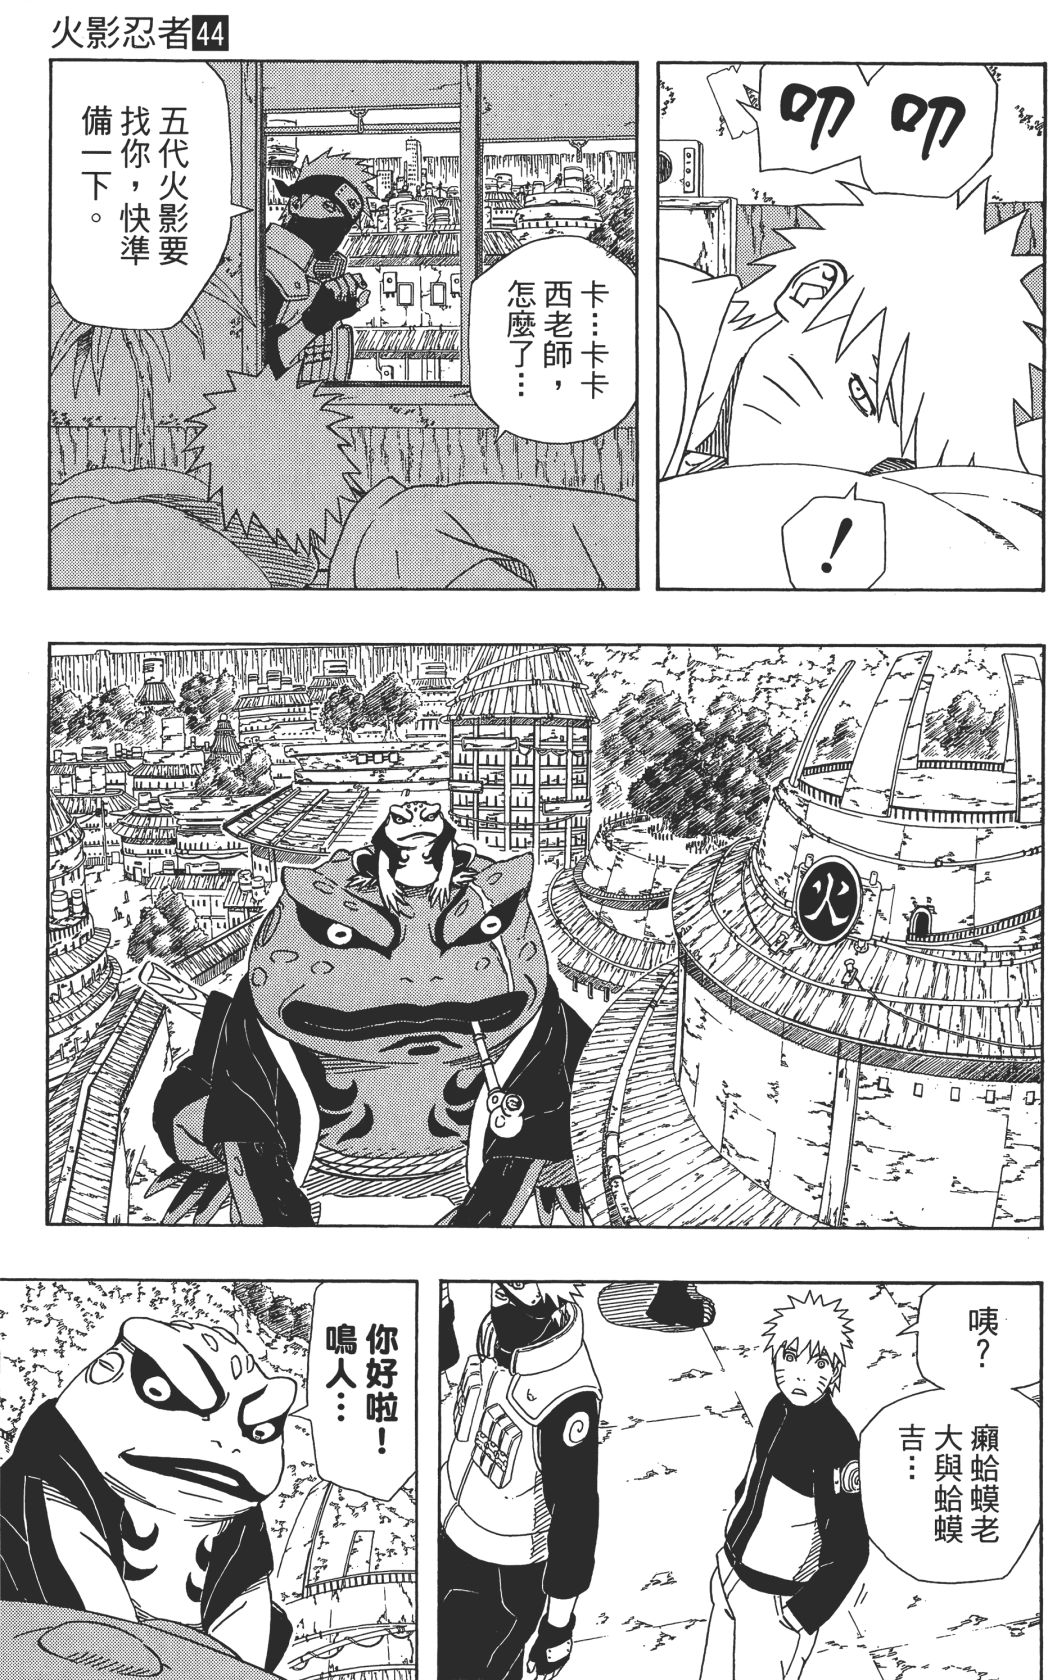 火影忍者44
叩
叩
！
卡…卡卡
西老師，
怎麼了…
五代火影要
找你，快準
備一下。
火
咦？
癩蛤蟆老
大與蛤蟆
吉…
你好啦！
鳴人…